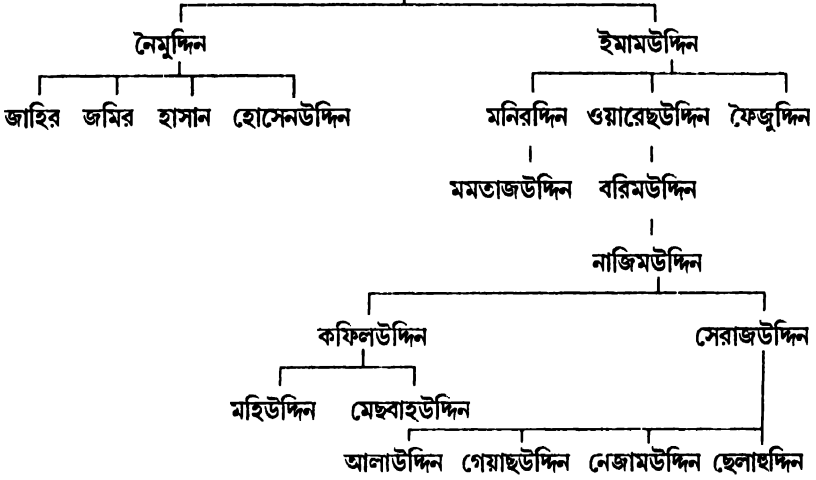 নৈমুদ্দিন ইমামউদ্দিন
জাহির জমির হাসান হোসেনউদ্দিন মনিরদ্দিন ওয়ারেছউদ্দিন ফৈজুদ্দিন
মমতাজউদ্দিন বরিমউদ্দিন
নাজিমউদ্দিন
কফিলউদ্দিন সেরাজউদ্দিন
মহিউদ্দিন মেছবাহউদ্দিন
আলাউদ্দিন গেয়াছউদ্দিন নেজামউদ্দিন ছেলাহুদ্দিন